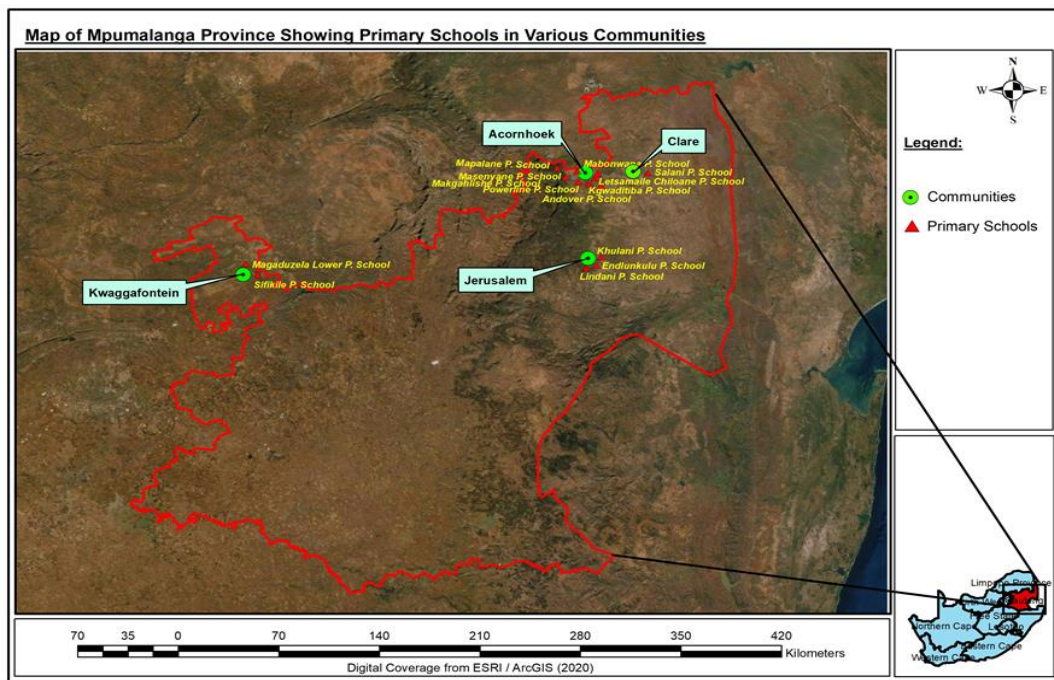 Map of Mpumalanga Province Showing Primary Schools in Various Communities
N
W E
S
Legend:
Communities
Primary Schools
Acornhoek
Clare
Mapalane P. School
Mabonwana P. School
Masenyane P. School
Salani P. School
Makgahlishe P. School
Letsamaile Chiloane P. School
Powerline P. School
Kgwaditiba P. School
Andover P. School
Khulani P. School
Magaduzela Lower P. School
Endlunkulu P. School
Jerusalem
Lindani P. School
Sifikile P. School
Kwaggafontein
Limpopo Province
Free State
Northern Cape
Lesotho
Eastern Cape
Western Cape
70 35 0 70 140 210 280 350 420
Kilometers
Digital Coverage from ESRI / ArcGIS (2020)